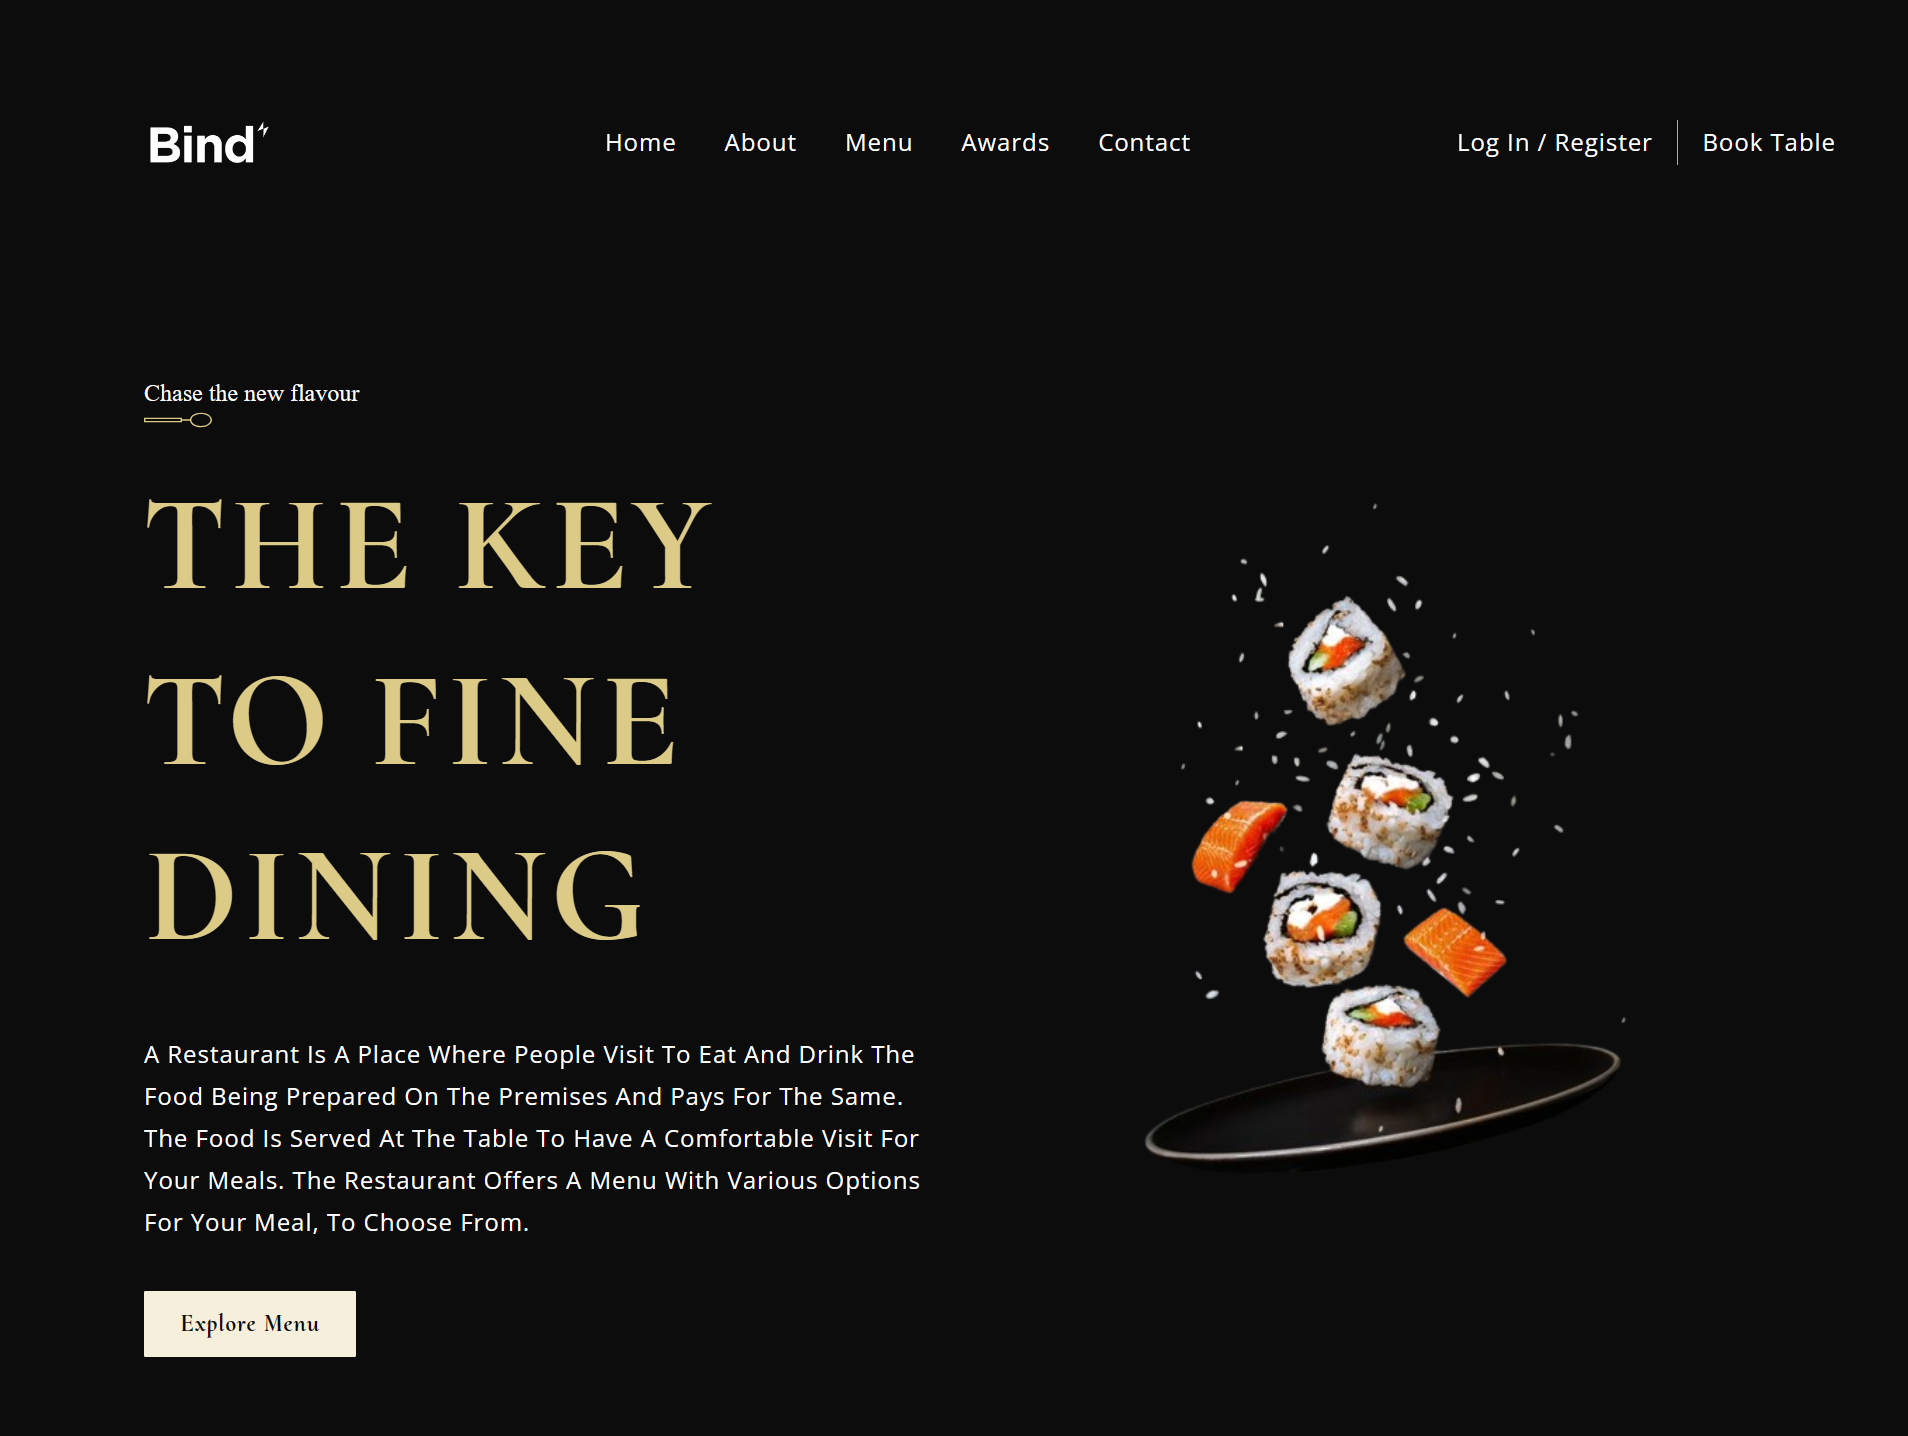 Bind
Home About Menu Awards Contact
Log In / Register Book Table
Chase the new flavour
THE KEY
TO FINE
DINING
A Restaurant Is A Place Where People Visit To Eat And Drink The
Food Being Prepared On The Premises And Pays For The Same.
The Food Is Served At The Table To Have A Comfortable Visit For
Your Meals. The Restaurant Offers A Menu With Various Options
For Your Meal, To Choose From.
Explore Menu